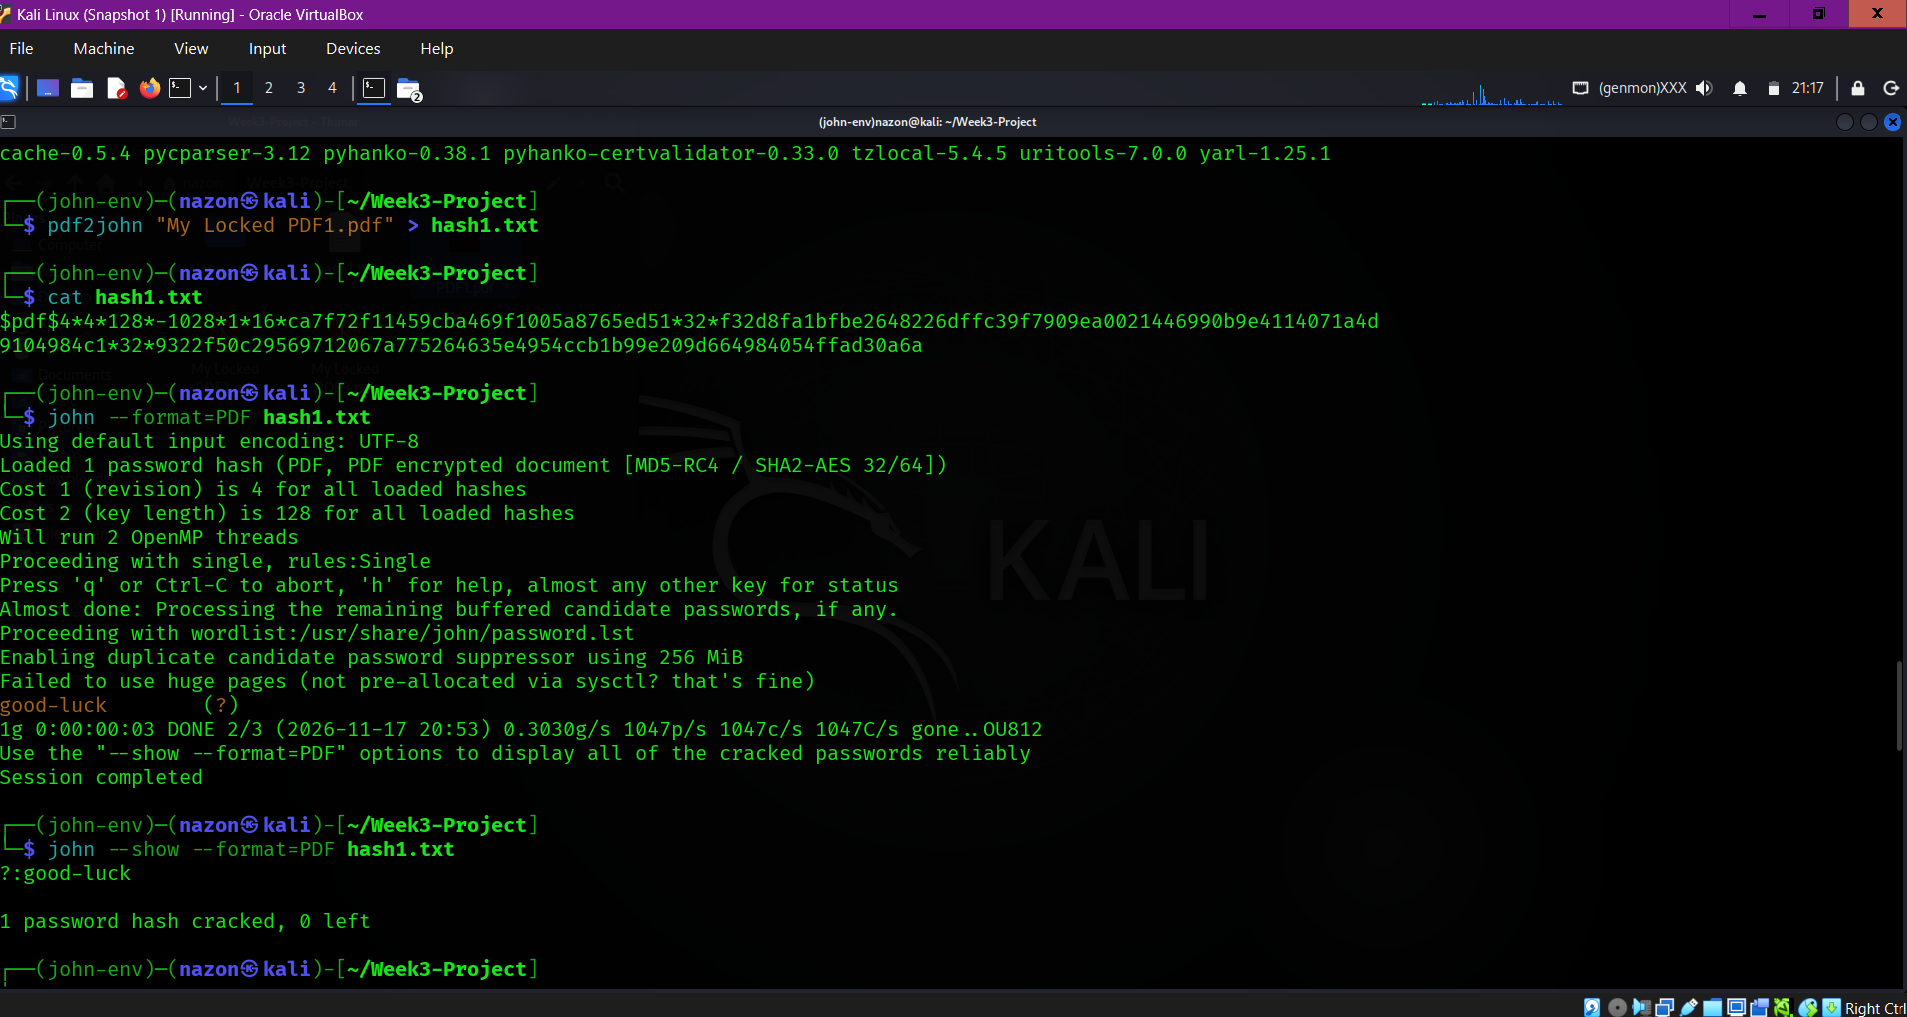 Kali Linux (Snapshot 1) [Running] - Oracle VirtualBox
File Machine View Input Devices Help
1 2 3 4 2 (genmon)XXX 21:17
(john-env)nazon@kali: ~/Week3-Project
cache-0.5.4 pycparser-3.12 pyhanko-0.38.1 pyhanko-certvalidator-0.33.0 tzlocal-5.4.5 uritools-7.0.0 yarl-1.25.1
┌──(john-env)─(nazon㉿kali)-[~/Week3-Project]
└─$ pdf2john "My Locked PDF1.pdf" > hash1.txt
┌──(john-env)─(nazon㉿kali)-[~/Week3-Project]
└─$ cat hash1.txt
$pdf$4*4*128*-1028*1*16*ca7f72f11459cba469f1005a8765ed51*32*f32d8fa1bfbe2648226dffc39f7909ea0021446990b9e4114071a4d
9104984c1*32*9322f50c29569712067a775264635e4954ccb1b99e209d664984054ffad30a6a
┌──(john-env)─(nazon㉿kali)-[~/Week3-Project]
└─$ john --format=PDF hash1.txt
Using default input encoding: UTF-8
Loaded 1 password hash (PDF, PDF encrypted document [MD5-RC4 / SHA2-AES 32/64])
Cost 1 (revision) is 4 for all loaded hashes
Cost 2 (key length) is 128 for all loaded hashes
Will run 2 OpenMP threads
Proceeding with single, rules:Single
Press 'q' or Ctrl-C to abort, 'h' for help, almost any other key for status
Almost done: Processing the remaining buffered candidate passwords, if any.
Proceeding with wordlist:/usr/share/john/password.lst
Enabling duplicate candidate password suppressor using 256 MiB
Failed to use huge pages (not pre-allocated via sysctl? that's fine)
good-luck (?)
1g 0:00:00:03 DONE 2/3 (2026-11-17 20:53) 0.3030g/s 1047p/s 1047c/s 1047C/s gone..OU812
Use the "--show --format=PDF" options to display all of the cracked passwords reliably
Session completed
┌──(john-env)─(nazon㉿kali)-[~/Week3-Project]
└─$ john --show --format=PDF hash1.txt
?:good-luck
1 password hash cracked, 0 left
┌──(john-env)─(nazon㉿kali)-[~/Week3-Project]
KALI
Right Ctrl